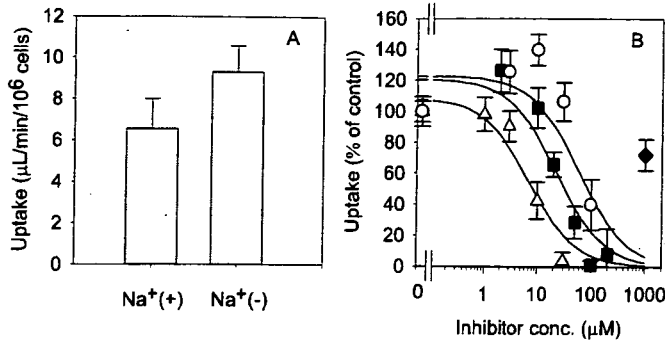 A
Uptake (µL/min/10⁶ cells)
12
10
8
6
4
2
0
Na⁺(+) Na⁺(-)
B
Uptake (% of control)
160
140
120
100
80
60
40
20
0
0 1 10 100 1000
Inhibitor conc. (µM)